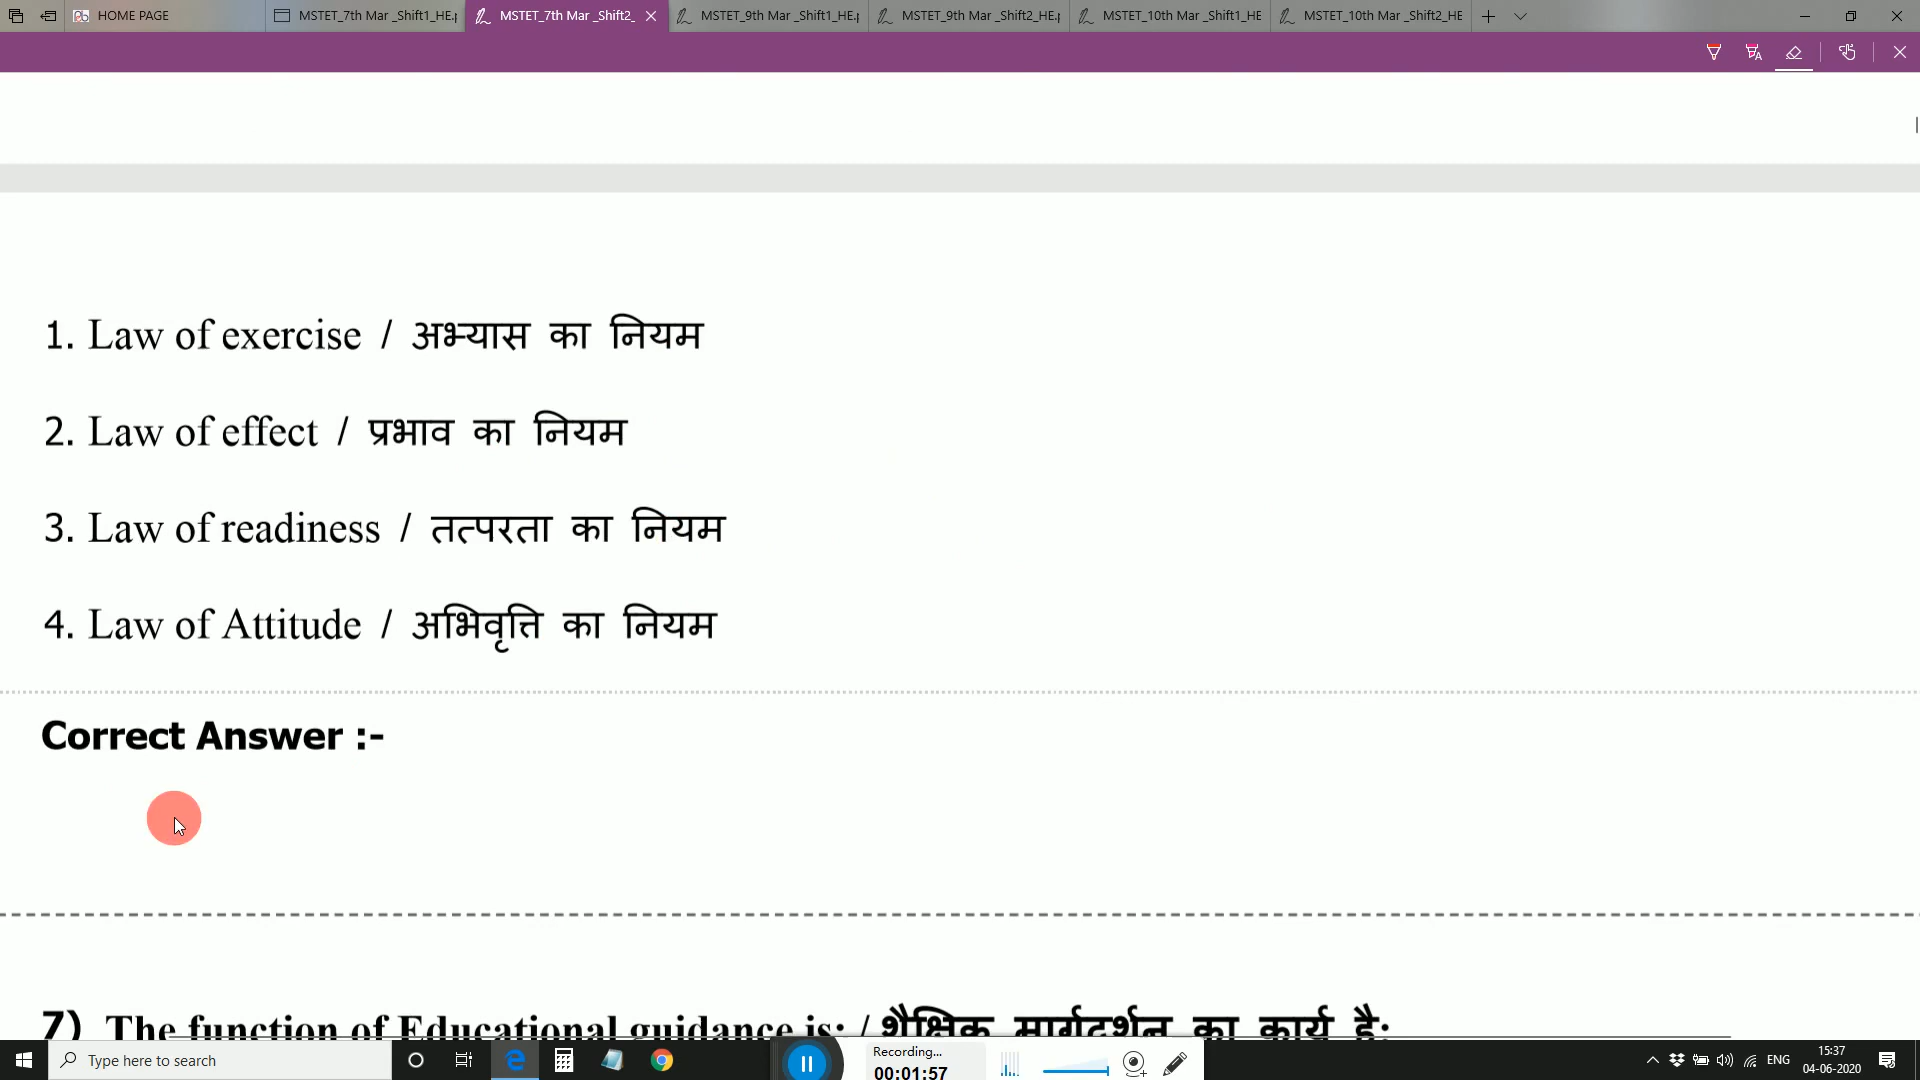 HOME PAGE
MSTET_7th Mar _Shift1_HE.p
MSTET_7th Mar _Shift2_
MSTET_9th Mar _Shift1_HE.p
MSTET_9th Mar _Shift2_HE.p
MSTET_10th Mar _Shift1_HE
MSTET_10th Mar _Shift2_HE
1. Law of exercise / अभ्यास का नियम
2. Law of effect / प्रभाव का नियम
3. Law of readiness / तत्परता का नियम
4. Law of Attitude / अभिवृत्ति का नियम
Correct Answer :-
7) The function of Educational guidance is: / शैक्षिक मार्गदर्शन का कार्य है:
Type here to search
Recording...
00:01:57
ENG
15:37
04-06-2020